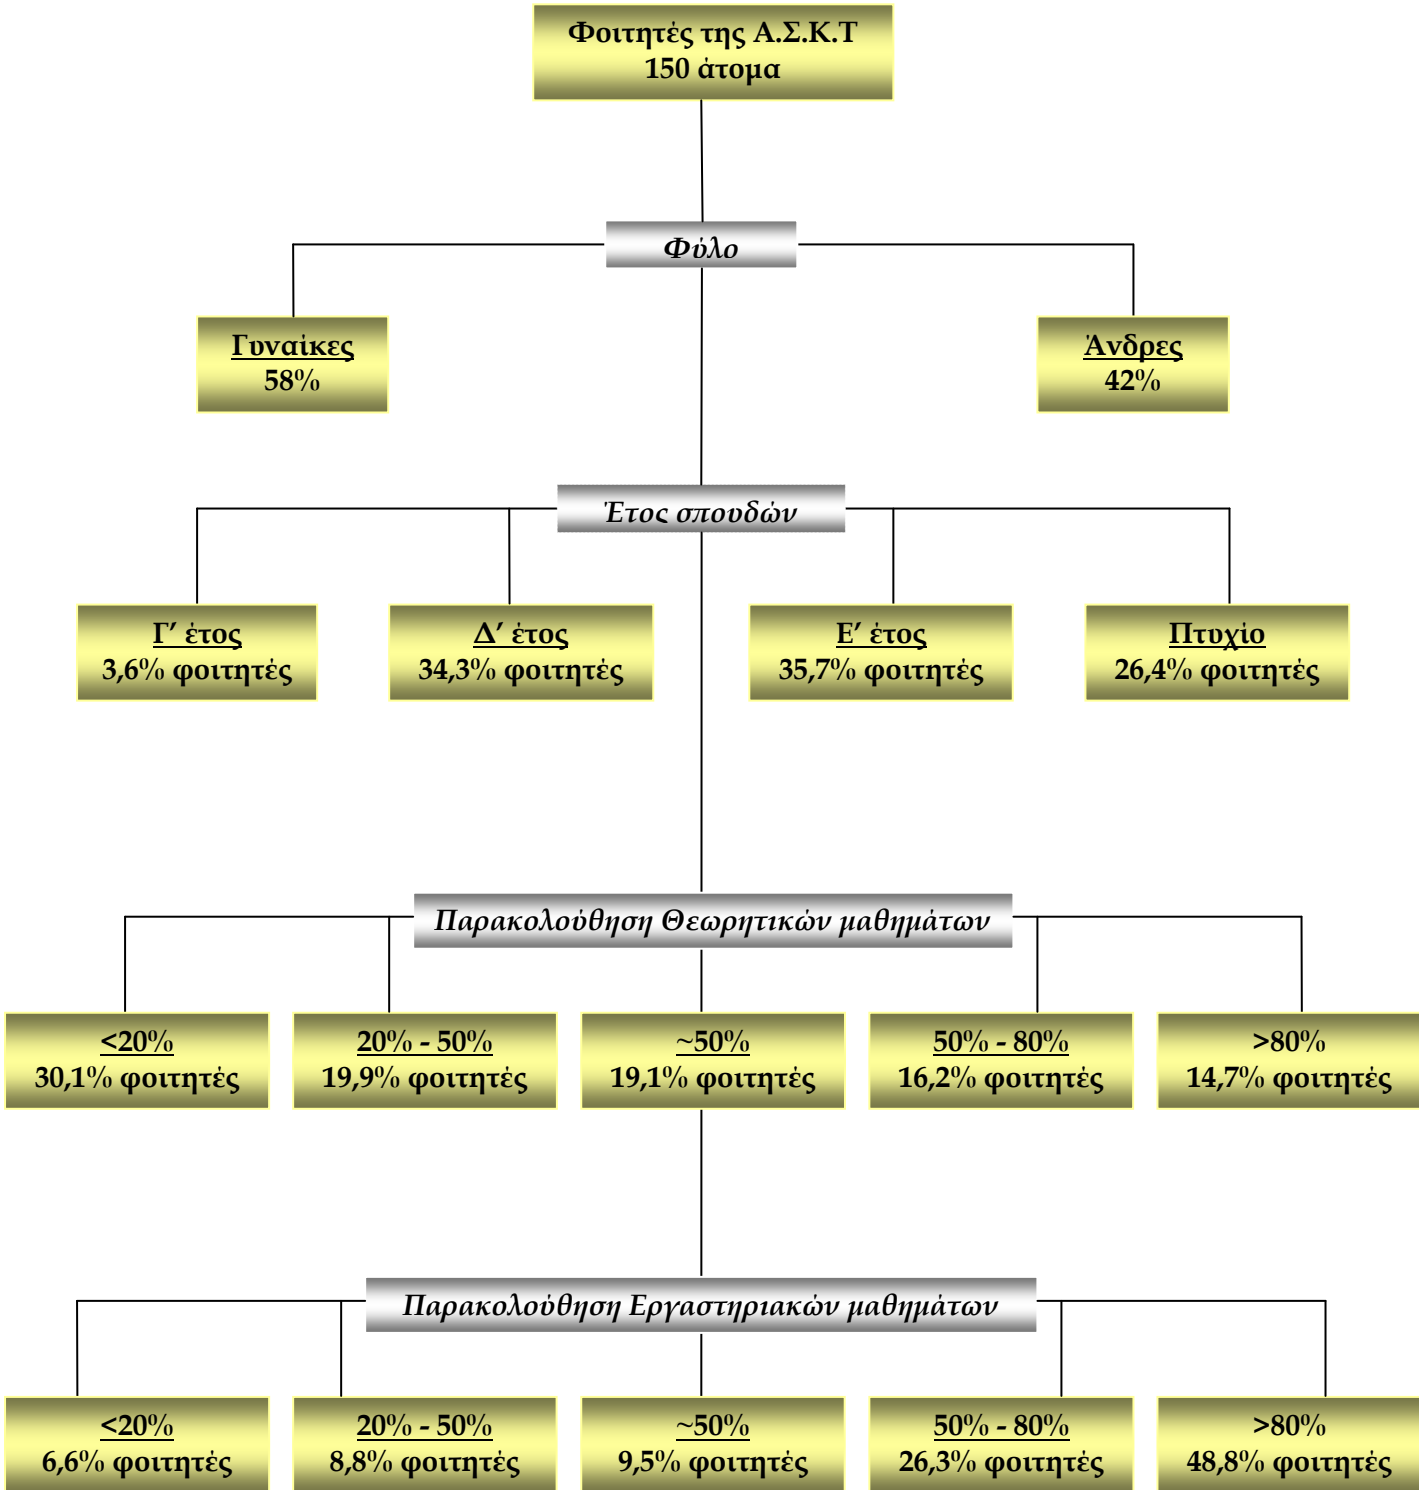 Φοιτητές της Α.Σ.Κ.Τ
150 άτομα
Φύλο
Γυναίκες
58%
Άνδρες
42%
Έτος σπουδών
Γ’ έτος
3,6% φοιτητές
Δ’ έτος
34,3% φοιτητές
Ε’ έτος
35,7% φοιτητές
Πτυχίο
26,4% φοιτητές
Παρακολούθηση Θεωρητικών μαθημάτων
<20%
30,1% φοιτητές
20% - 50%
19,9% φοιτητές
~50%
19,1% φοιτητές
50% - 80%
16,2% φοιτητές
>80%
14,7% φοιτητές
Παρακολούθηση Εργαστηριακών μαθημάτων
<20%
6,6% φοιτητές
20% - 50%
8,8% φοιτητές
~50%
9,5% φοιτητές
50% - 80%
26,3% φοιτητές
>80%
48,8% φοιτητές